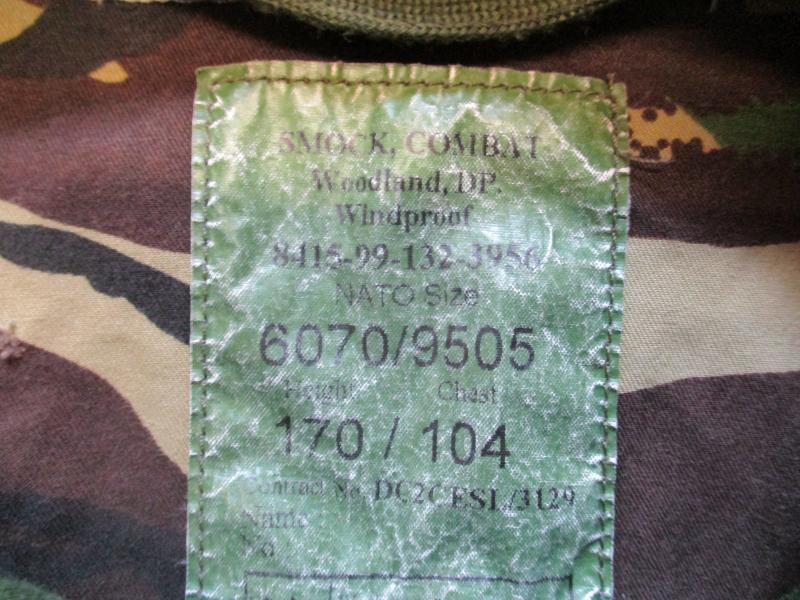 SMOCK, COMBAT
Woodland, DP.
Windproof
8415-99-132-3956
NATO Size
6070/9505
Height Chest
170 / 104
Contract No. DC2CESL/3129
Name
No